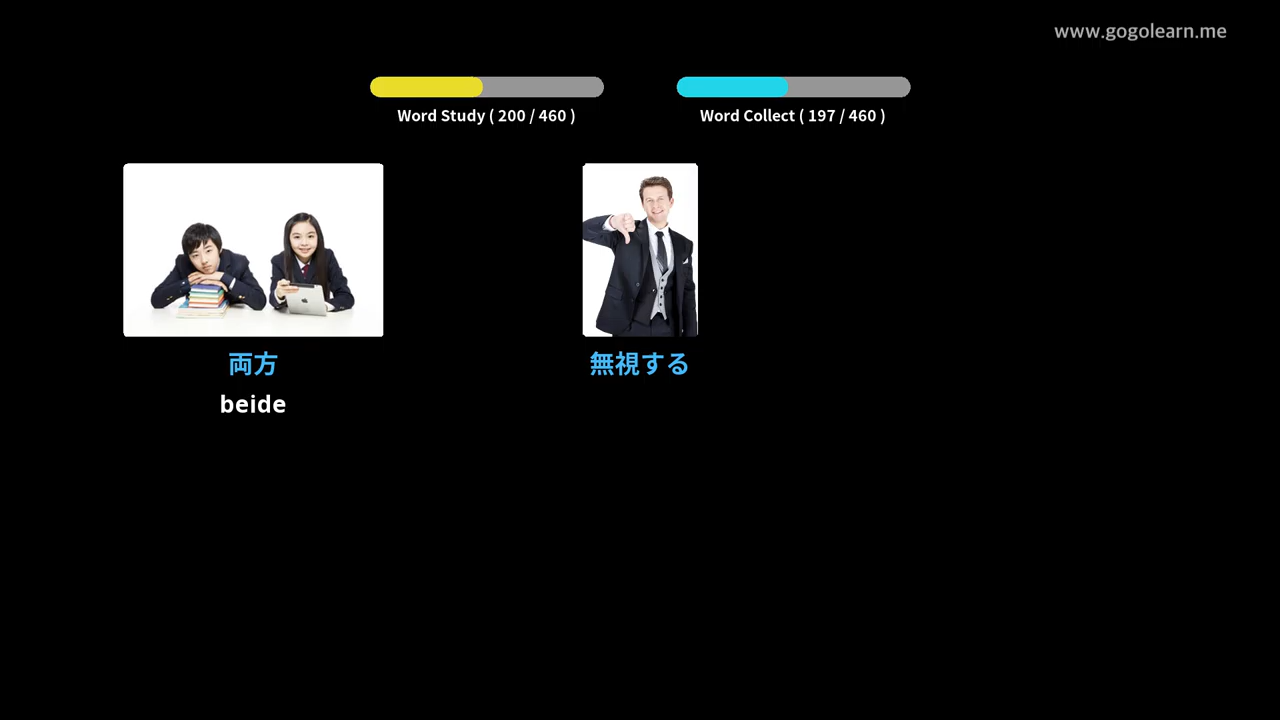 www.gogolearn.me
Word Study ( 200 / 460 )
Word Collect ( 197 / 460 )
両方
beide
無視する